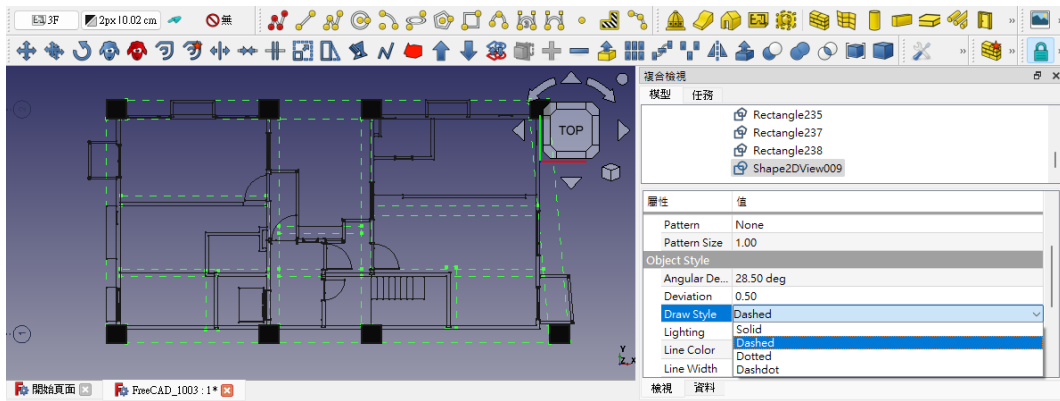 3F 2px|0.02 cm 無 »
» »
複合檢視
模型 任務
Rectangle235
Rectangle237
Rectangle238
Shape2DView009
屬性 值
Pattern None
Pattern Size 1.00
Object Style
Angular De... 28.50 deg
Deviation 0.50
Draw Style Dashed
Lighting Solid
Dashed
Line Color Dotted
Line Width Dashdot
檢視 資料
TOP
Y
Z X
開始頁面 FreeCAD_1003 : 1*